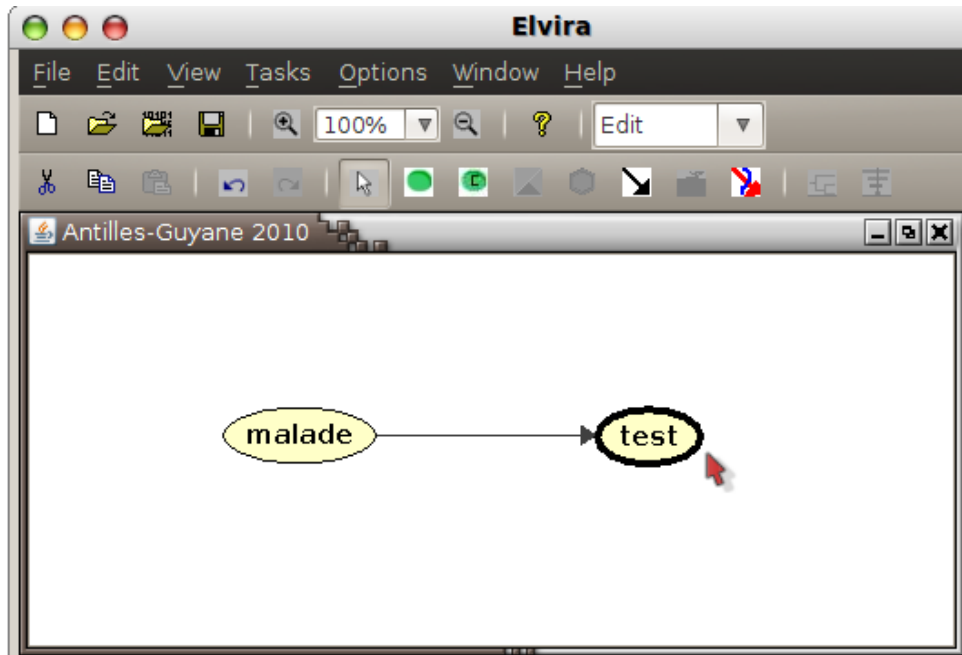 Elvira
File Edit View Tasks Options Window Help
100% Edit
Antilles-Guyane 2010
malade test